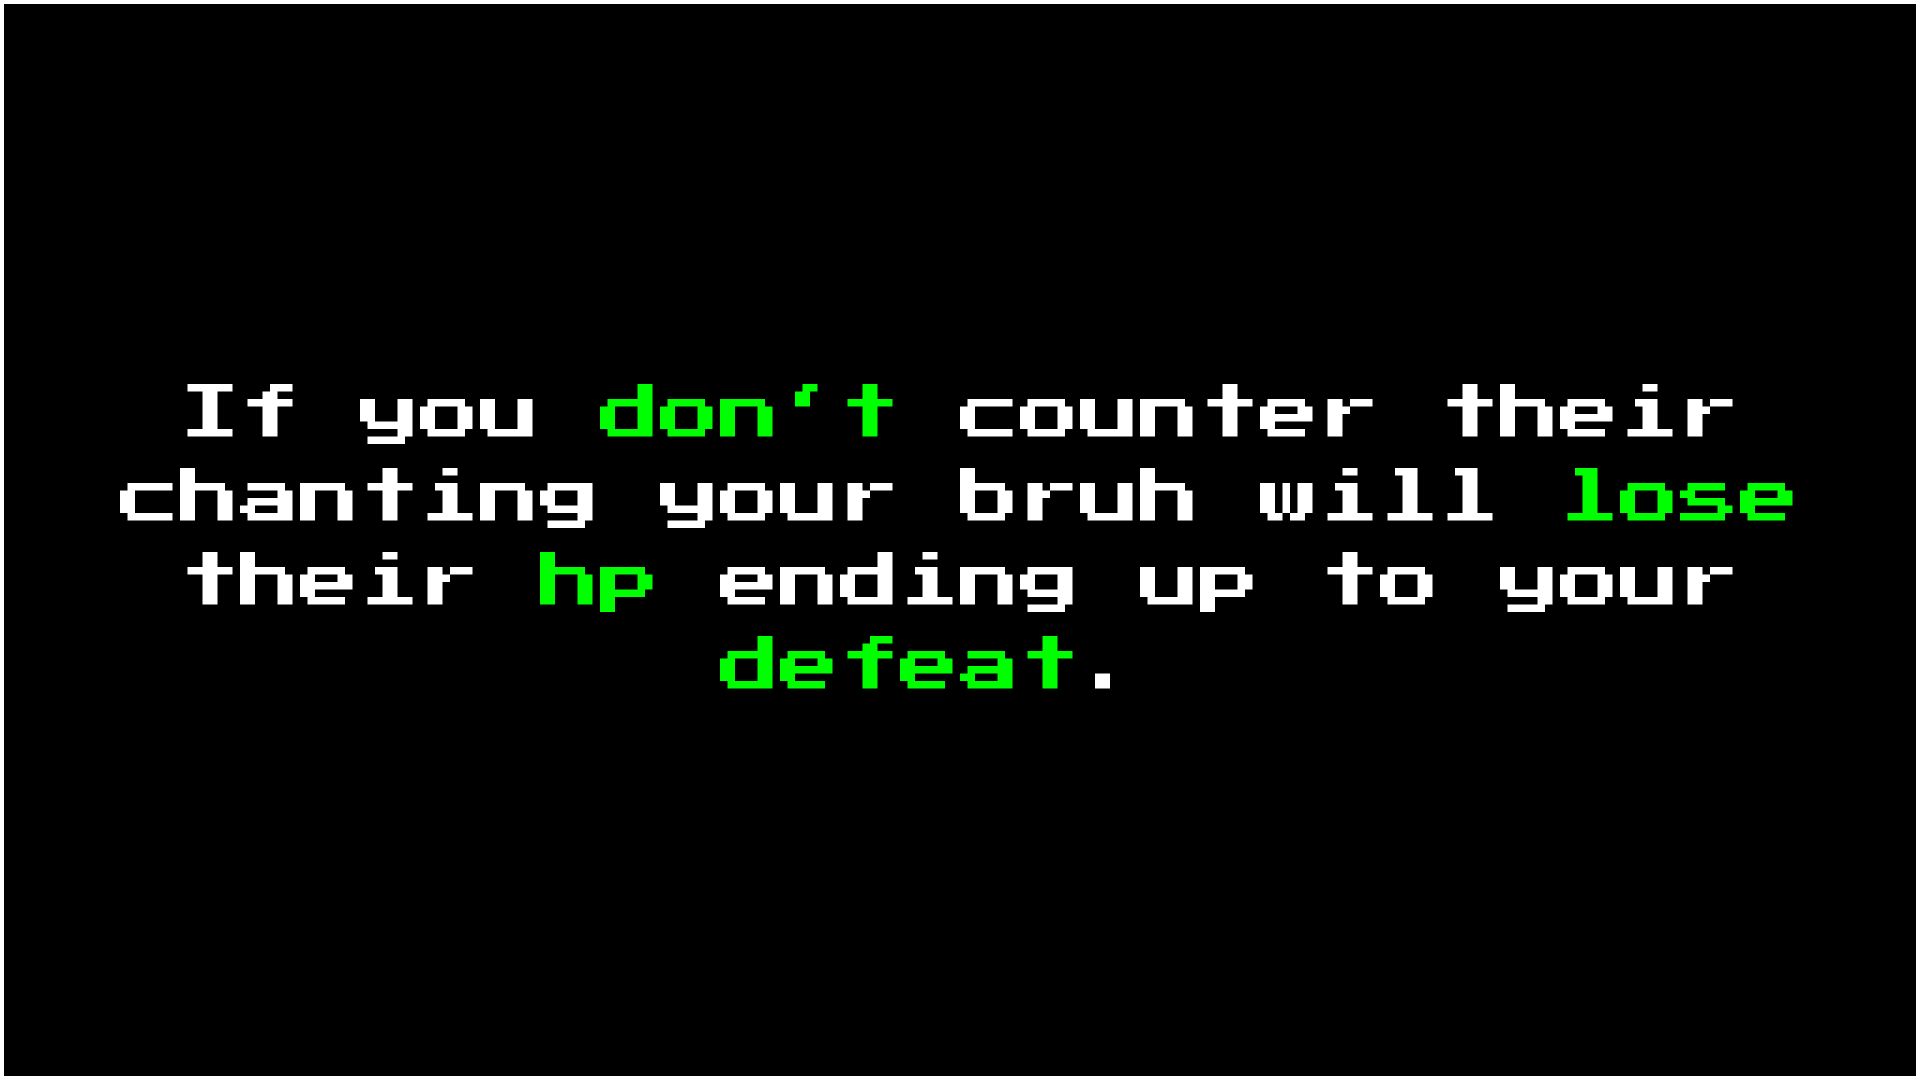 If you don't counter their
chanting your bruh will lose
their hp ending up to your
defeat.